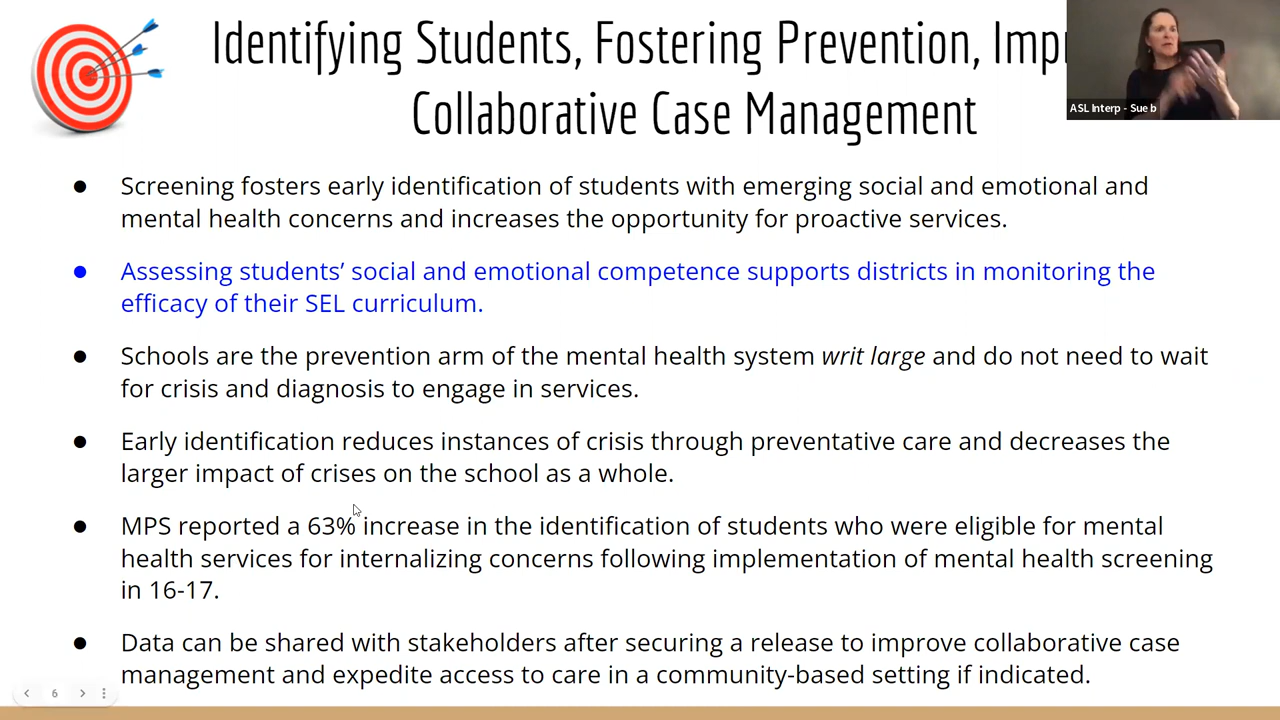 Identifying Students, Fostering Prevention,
Collaborative Case Management
ASL Interp - Sue b
● Screening fosters early identification of students with emerging social and emotional and
mental health concerns and increases the opportunity for proactive services.
● Assessing students’ social and emotional competence supports districts in monitoring the
efficacy of their SEL curriculum.
● Schools are the prevention arm of the mental health system writ large and do not need to wait
for crisis and diagnosis to engage in services.
● Early identification reduces instances of crisis through preventative care and decreases the
larger impact of crises on the school as a whole.
● MPS reported a 63% increase in the identification of students who were eligible for mental
health services for internalizing concerns following implementation of mental health screening
in 16-17.
● Data can be shared with stakeholders after securing a release to improve collaborative case
management and expedite access to care in a community-based setting if indicated.
6